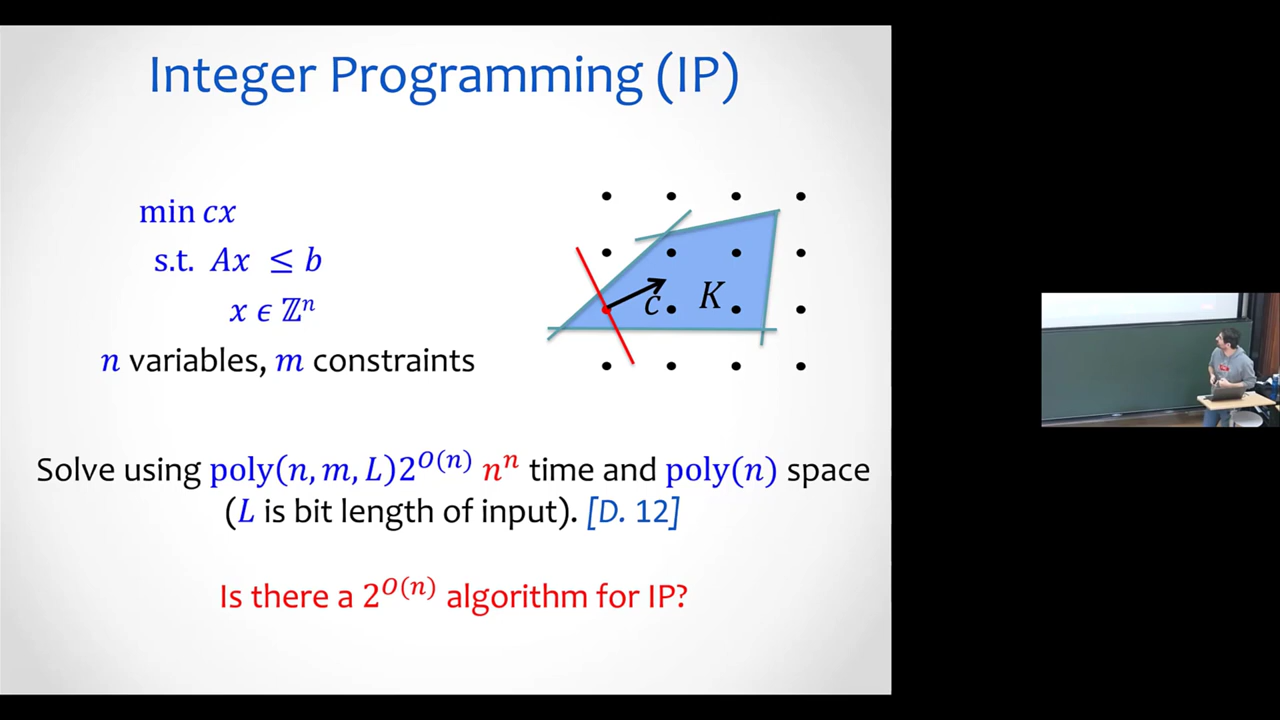 Integer Programming (IP)
min cx
s.t. Ax ≤ b
x ϵ ℤⁿ
n variables, m constraints
c
K
Solve using poly(n, m, L)2^{O(n)} nⁿ time and poly(n) space
(L is bit length of input). [D. 12]
Is there a 2^{O(n)} algorithm for IP?